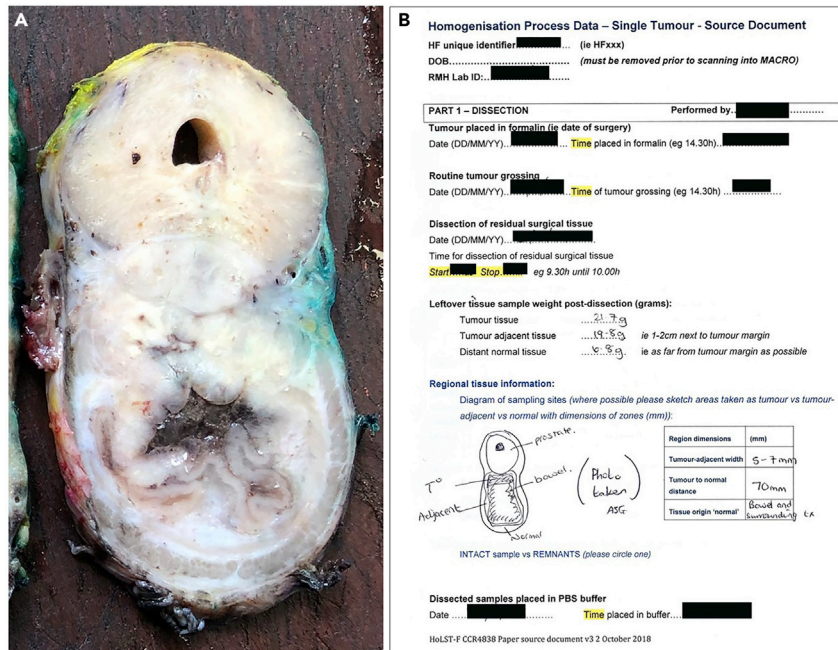 A
B
Homogenisation Process Data – Single Tumour - Source Document
HF unique identifier ... (ie HFxxx)
DOB.................................... (must be removed prior to scanning into MACRO)
RMH Lab ID:.....................
PART 1 – DISSECTION Performed by..............
Tumour placed in formalin (ie date of surgery)
Date (DD/MM/YY)... ... Time placed in formalin (eg 14.30h)...
Routine tumour grossing
Date (DD/MM/YY)... Time of tumour grossing (eg 14.30h) ...................
Dissection of residual surgical tissue
Date (DD/MM/YY)...
Time for dissection of residual surgical tissue
Start... Stop... eg 9.30h until 10.00h
Leftover tissue sample weight post-dissection (grams):
Tumour tissue 21.7g
Tumour adjacent tissue 19.8g ie 1-2cm next to tumour margin
Distant normal tissue 6.8g ie as far from tumour margin as possible
Regional tissue information:
Diagram of sampling sites (where possible please sketch areas taken as tumour vs tumour-
adjacent vs normal with dimensions of zones (mm)):
prostate.
bowel.
T°
Adjacent
Normal
(Photo
taken)
ASG
Region dimensions (mm)
Tumour-adjacent width 5-7mm
Tumour to normal
distance 70mm
Tissue origin 'normal' Bowel and
surrounding tx
INTACT sample vs REMNANTS (please circle one)
Dissected samples placed in PBS buffer
Date ... Time placed in buffer...
HoLST-F CCR4838 Paper source document v3 2 October 2018